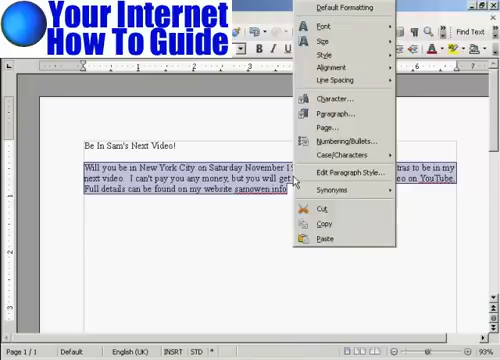 Your Internet
How To Guide
Find Text
Default Formatting
Font
Size
Style
Alignment
Line Spacing
Character...
Paragraph...
Page...
Numbering/Bullets...
Case/Characters
Edit Paragraph Style...
Synonyms
Cut
Copy
Paste
Be In Sam's Next Video!
Will you be in New York City on Saturday November tras to be in my
next video. I can't pay you any money, but you will get eo on YouTube.
Full details can be found on my website samowen.info
Page 1 / 1 Default English (UK) INSRT STD * 93%